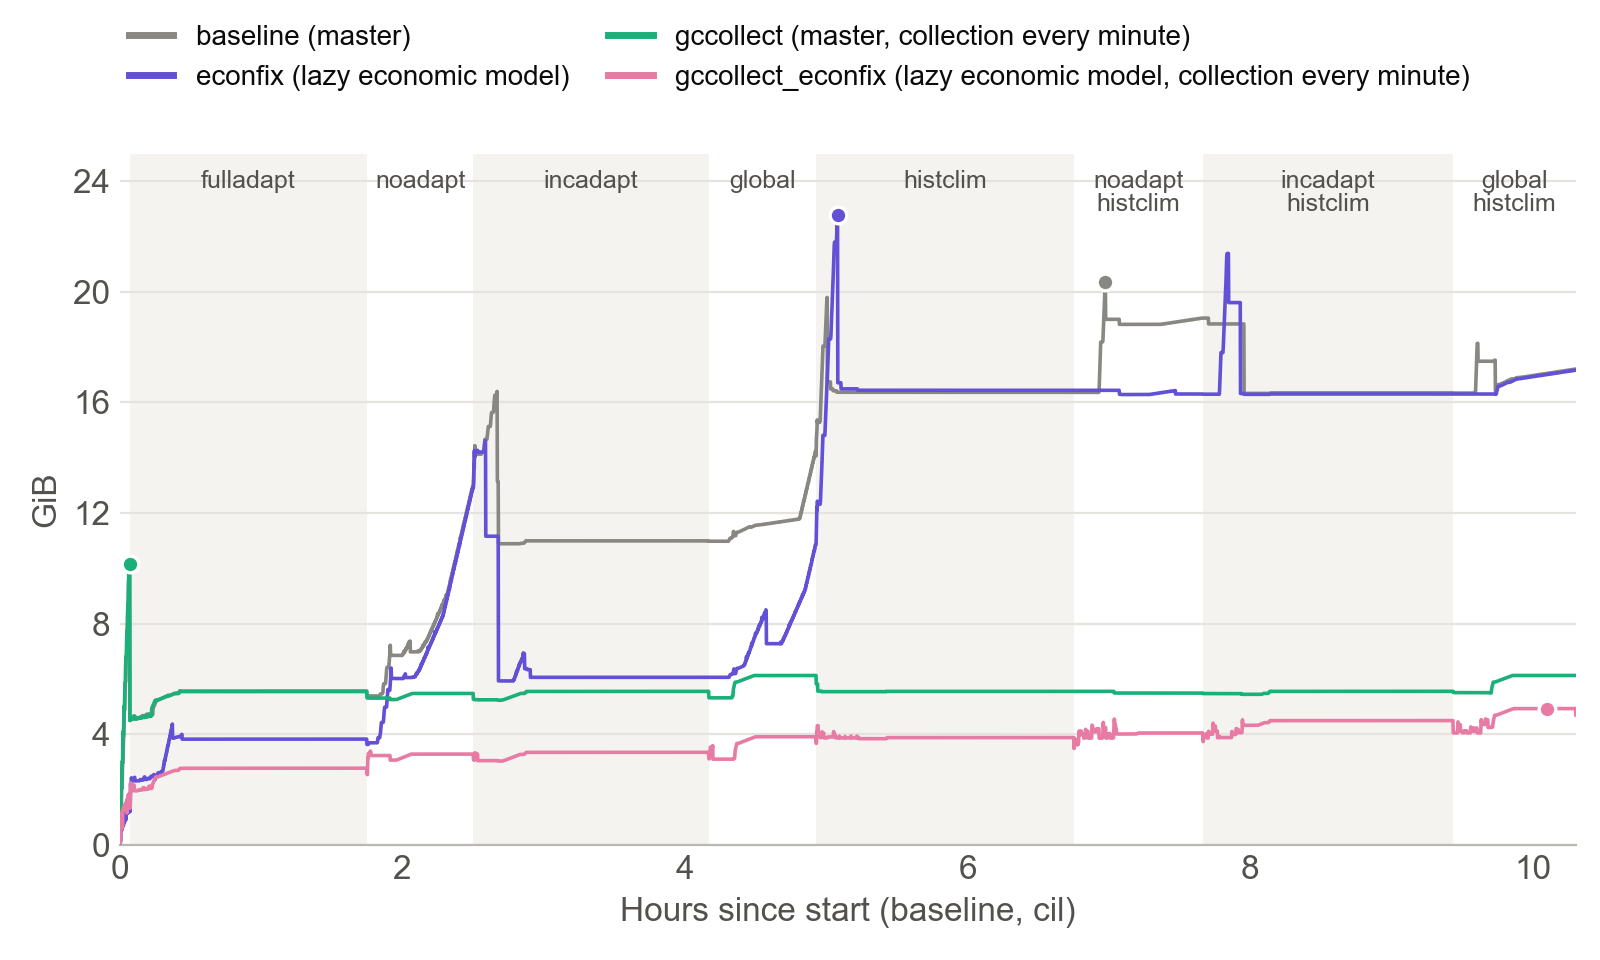 baseline (master)
econfix (lazy economic model)
gccollect (master, collection every minute)
gccollect_econfix (lazy economic model, collection every minute)
fulladapt
noadapt
incadapt
global
histclim
noadapt
histclim
incadapt
histclim
global
histclim
24
20
16
12
8
4
0
GiB
0
2
4
6
8
10
Hours since start (baseline, cil)